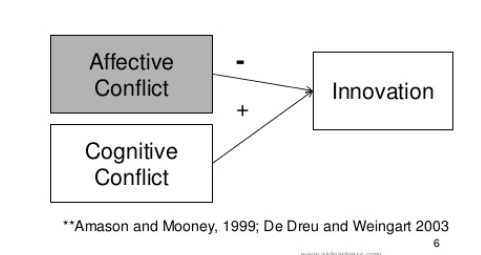 Affective
Conflict
-
+
Innovation
Cognitive
Conflict
**Amason and Mooney, 1999; De Dreu and Weingart 2003
6